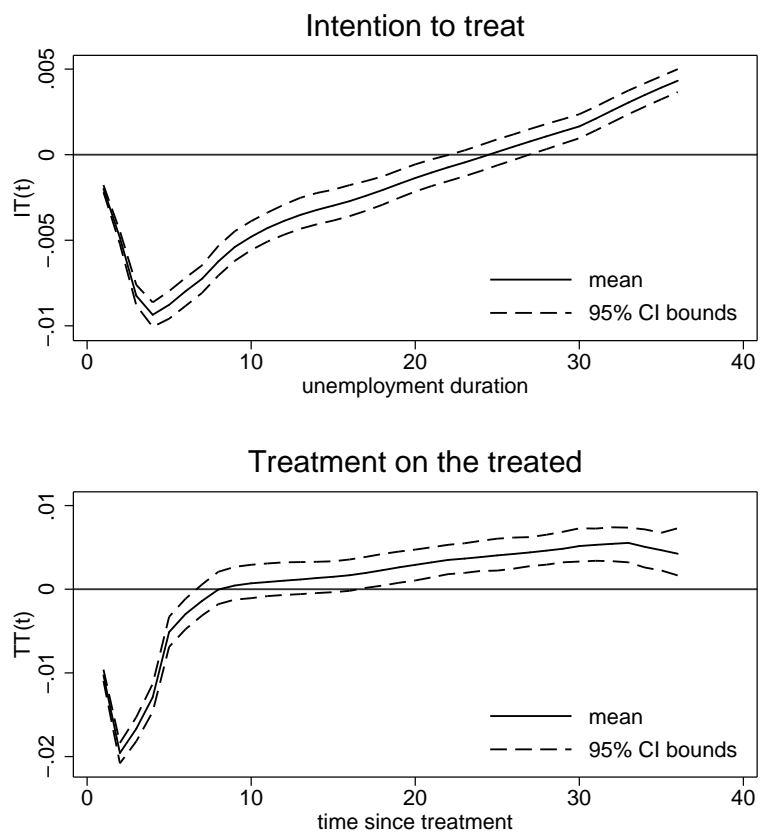 Intention to treat
.005
0
-.005
-.01
IT(t)
0 10 20 30 40
unemployment duration
mean
95% CI bounds
Treatment on the treated
.01
0
-.01
-.02
TT(t)
0 10 20 30 40
time since treatment
mean
95% CI bounds